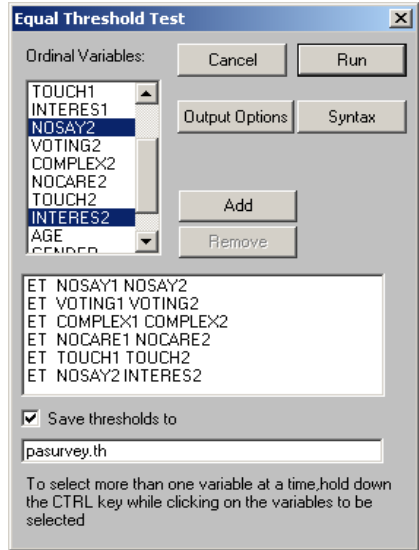 Equal Threshold Test
Ordinal Variables:
Cancel
Run
TOUCH1
INTERES1
NOSAY2
VOTING2
COMPLEX2
NOCARE2
TOUCH2
INTERES2
AGE
GENDER
Output Options
Syntax
Add
Remove
ET NOSAY1 NOSAY2
ET VOTING1 VOTING2
ET COMPLEX1 COMPLEX2
ET NOCARE1 NOCARE2
ET TOUCH1 TOUCH2
ET NOSAY2 INTERES2
Save thresholds to
pasurvey.th
To select more than one variable at a time,hold down
the CTRL key while clicking on the variables to be
selected